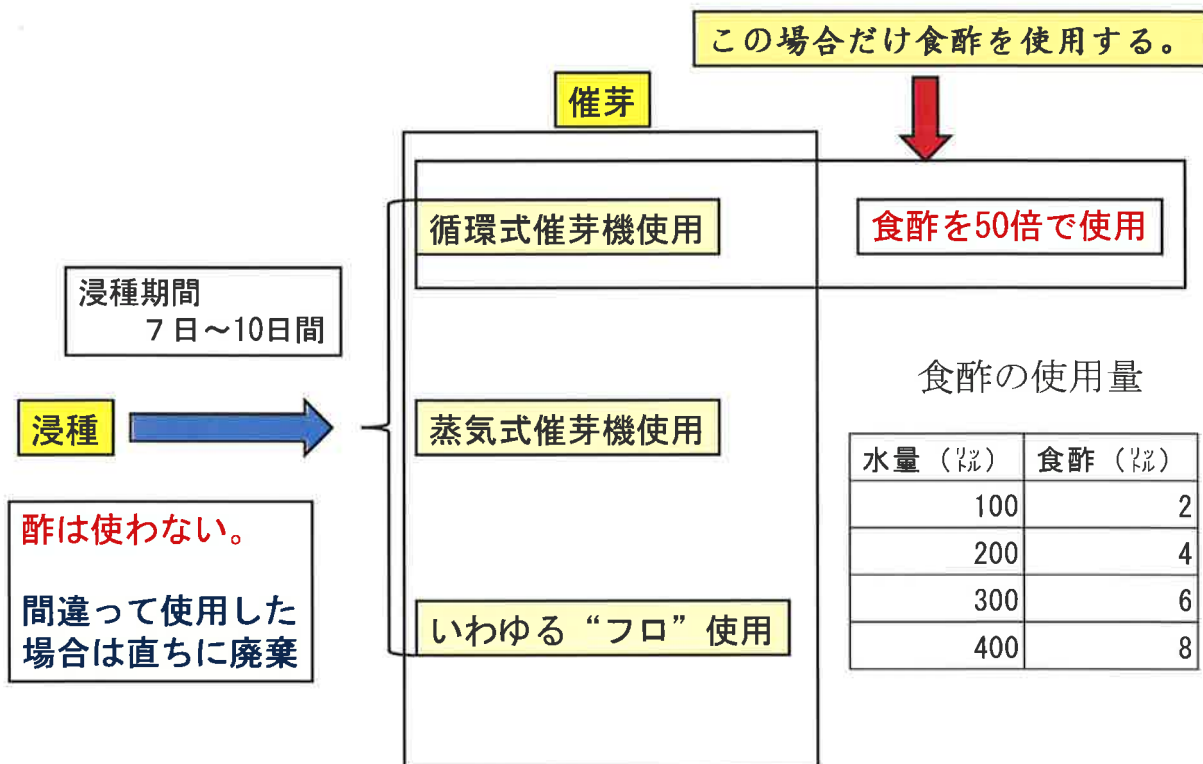 この場合だけ食酢を使用する。
催芽
循環式催芽機使用
食酢を50倍で使用
浸種期間
7日～10日間
浸種
蒸気式催芽機使用
酢は使わない。
間違って使用した
場合は直ちに廃棄
いわゆる“フロ”使用
食酢の使用量
水量（㍑） 食酢（㍑）
100 2
200 4
300 6
400 8